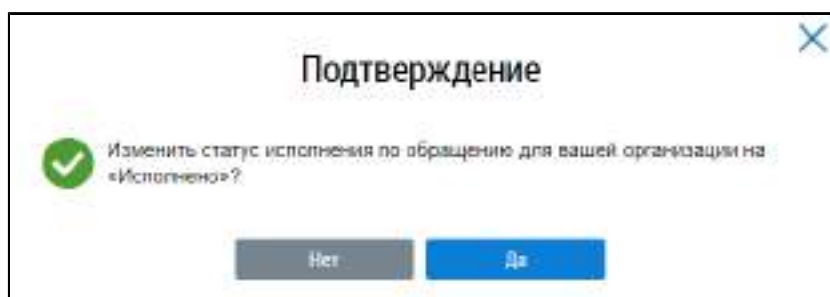 Подтверждение
Изменить статус исполнения по обращению для вашей организации на
«Исполнено»?
Нет
Да